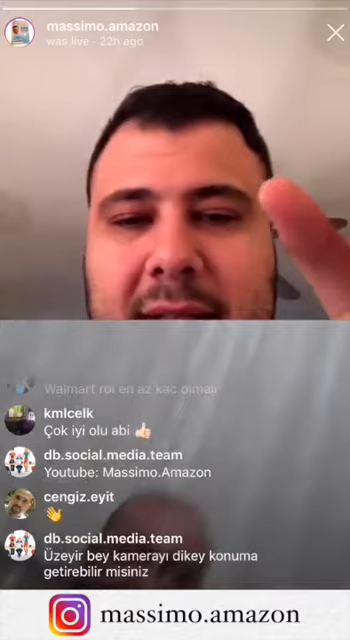 massimo.amazon
was live · 22h ago
Walmart roi en az kaç olmalı
kmlcelk
Çok iyi olu abi 👍🏻
db.social.media.team
Youtube: Massimo.Amazon
cengiz.eyit
👋
db.social.media.team
Üzeyir bey kamerayı dikey konuma
getirebilir misiniz
massimo.amazon